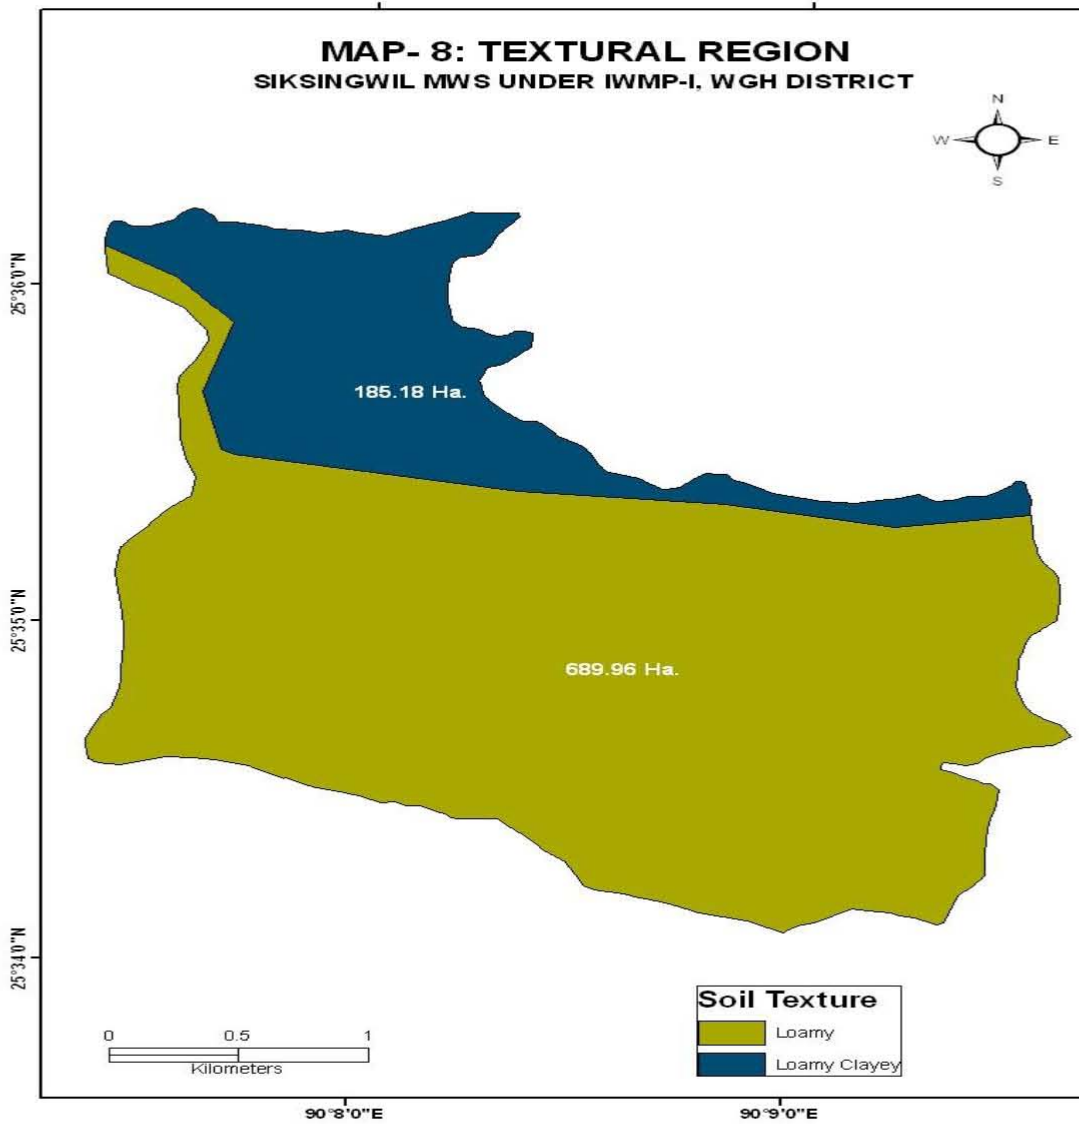 MAP- 8: TEXTURAL REGION
SIKSINGWIL MWS UNDER IWMP-I, WGH DISTRICT
N
W E
S
25°36'0"N
185.18 Ha.
25°35'0"N
689.96 Ha.
25°34'0"N
Soil Texture
Loamy
Loamy Clayey
0 0.5 1
Kilometers
90°8'0"E 90°9'0"E